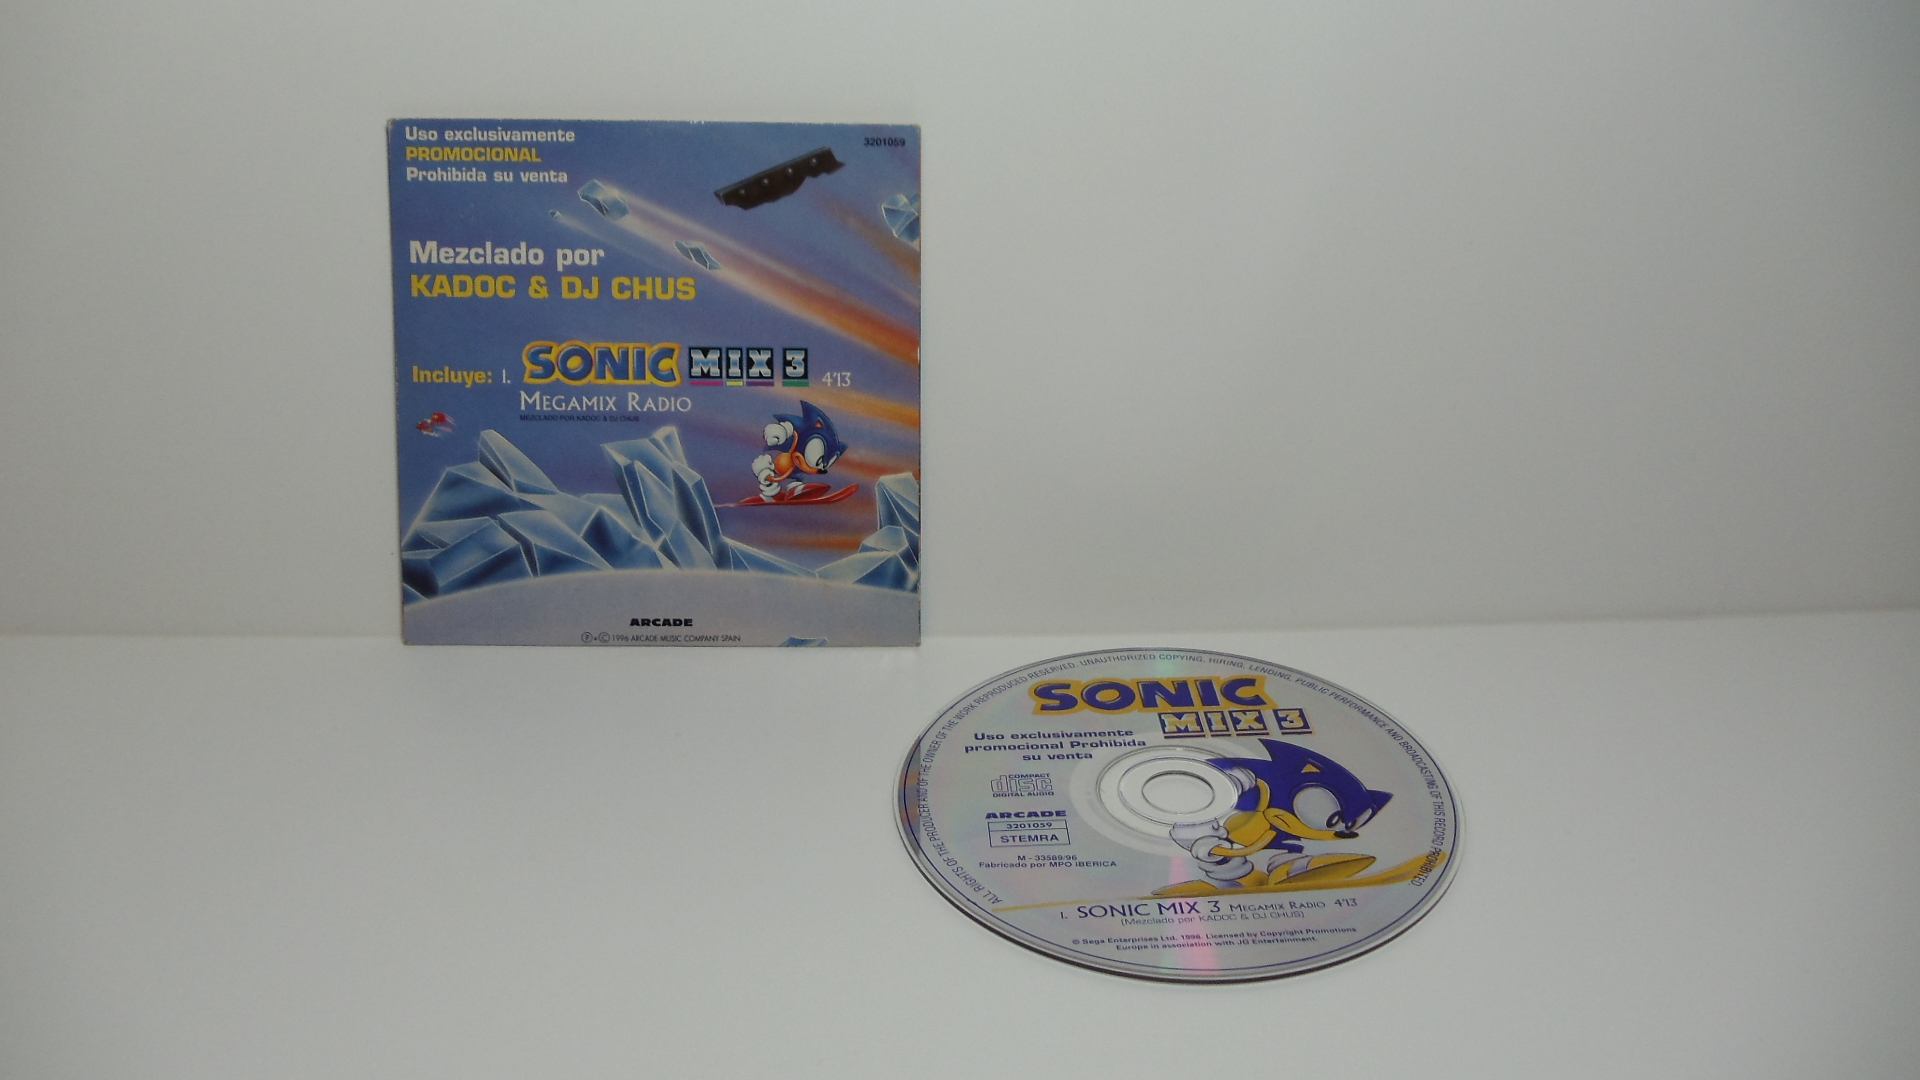 Uso exclusivamente
PROMOCIONAL
Prohibida su venta
3201059
Mezclado por
KADOC & DJ CHUS
Incluye: 1. SONIC MIX 3 4'13
MEGAMIX RADIO
MEZCLADO POR KADOC & DJ CHUS
ARCADE
℗+© 1996 ARCADE MUSIC COMPANY SPAIN
ALL RIGHTS OF THE PRODUCER AND OF THE OWNER OF THE WORK REPRODUCED RESERVED. UNAUTHORIZED COPYING, HIRING, LENDING, PUBLIC PERFORMANCE AND BROADCASTING OF THIS RECORD PROHIBITED.
SONIC
MIX 3
Uso exclusivamente
promocional Prohibida
su venta
COMPACT
disc
DIGITAL AUDIO
ARCADE
3201059
STEMRA
M - 33589/96
Fabricado por MPO IBERICA
1. SONIC MIX 3 MEGAMIX RADIO 4'13
(Mezclado por KADOC & DJ CHUS)
© Sega Enterprises Ltd. 1996. Licensed by Copyright Promotions
Europe in association with JG Entertainment.